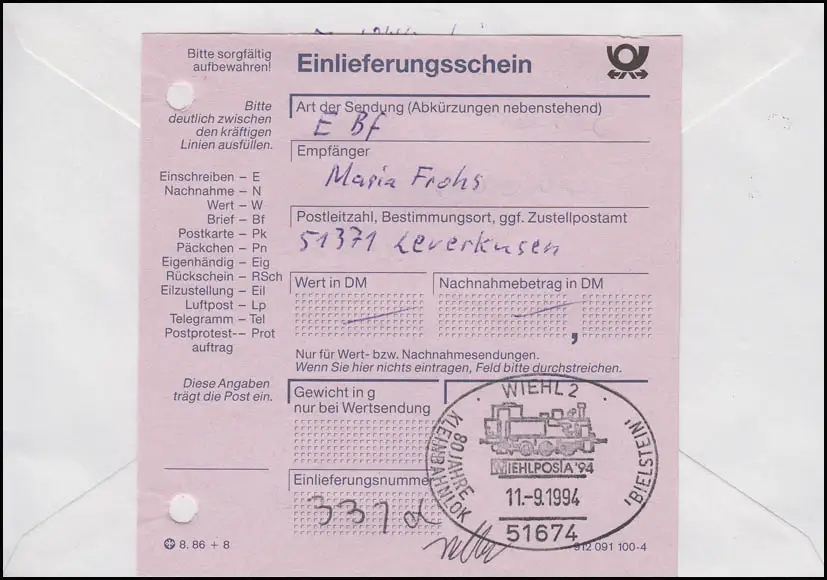 Bitte sorgfältig
aufbewahren!
Einlieferungsschein
Bitte
deutlich zwischen
den kräftigen
Linien ausfüllen.
Art der Sendung (Abkürzungen nebenstehend)
E Bf
Empfänger
Maria Frohs
Einschreiben – E
Nachnahme – N
Wert – W
Brief – Bf
Postkarte – Pk
Päckchen – Pn
Eigenhändig – Eig
Rückschein – RSch
Eilzustellung – Eil
Luftpost – Lp
Telegramm – Tel
Postprotest-– Prot
auftrag
Postleitzahl, Bestimmungsort, ggf. Zustellpostamt
51371 Leverkusen
Wert in DM
Nachnahmebetrag in DM
,
Nur für Wert- bzw. Nachnahmesendungen.
Wenn Sie hier nichts eintragen, Feld bitte durchstreichen.
Diese Angaben
trägt die Post ein.
Gewicht in g
nur bei Wertsendung
Einlieferungsnumme
337 a
WIEHL 2
80 JAHRE
KLEINBAHNLOK
'BIELSTEIN'
WIEHLPOSTA'94
11.-9.1994
51674
8. 86 + 8
912 091 100-4